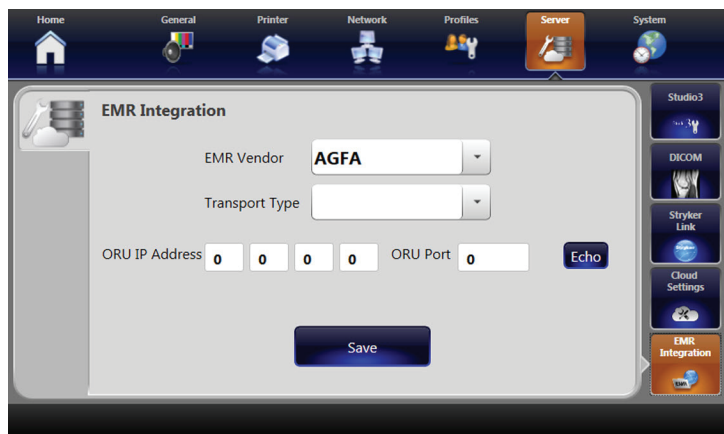 Home General Printer Network Profiles Server System
EMR Integration
EMR Vendor AGFA
Transport Type
ORU IP Address 0 0 0 0 ORU Port 0 Echo
Save
Studio3
DICOM
Stryker
Link
Cloud
Settings
EMR
Integration
EMR